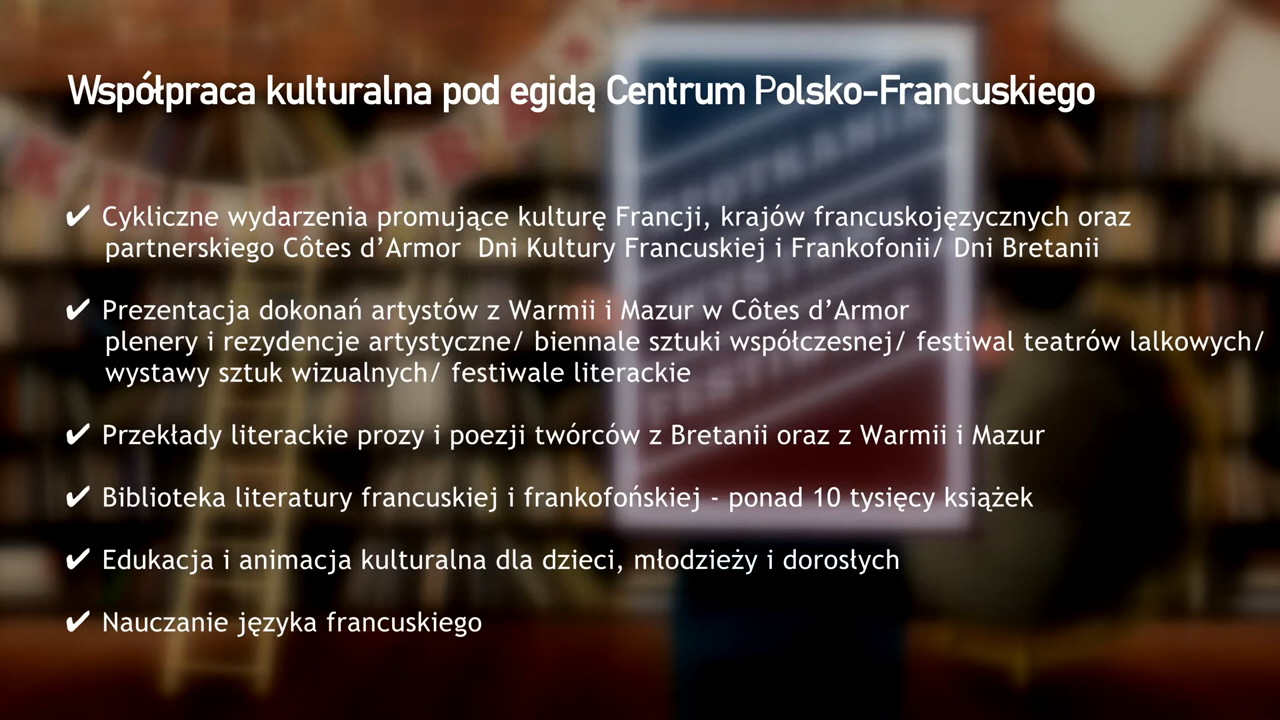 Współpraca kulturalna pod egidą Centrum Polsko-Francuskiego
✔ Cykliczne wydarzenia promujące kulturę Francji, krajów francuskojęzycznych oraz
partnerskiego Côtes d’Armor Dni Kultury Francuskiej i Frankofonii/ Dni Bretanii
✔ Prezentacja dokonań artystów z Warmii i Mazur w Côtes d’Armor
plenery i rezydencje artystyczne/ biennale sztuki współczesnej/ festiwal teatrów lalkowych/
wystawy sztuk wizualnych/ festiwale literackie
✔ Przekłady literackie prozy i poezji twórców z Bretanii oraz z Warmii i Mazur
✔ Biblioteka literatury francuskiej i frankofońskiej - ponad 10 tysięcy książek
✔ Edukacja i animacja kulturalna dla dzieci, młodzieży i dorosłych
✔ Nauczanie języka francuskiego